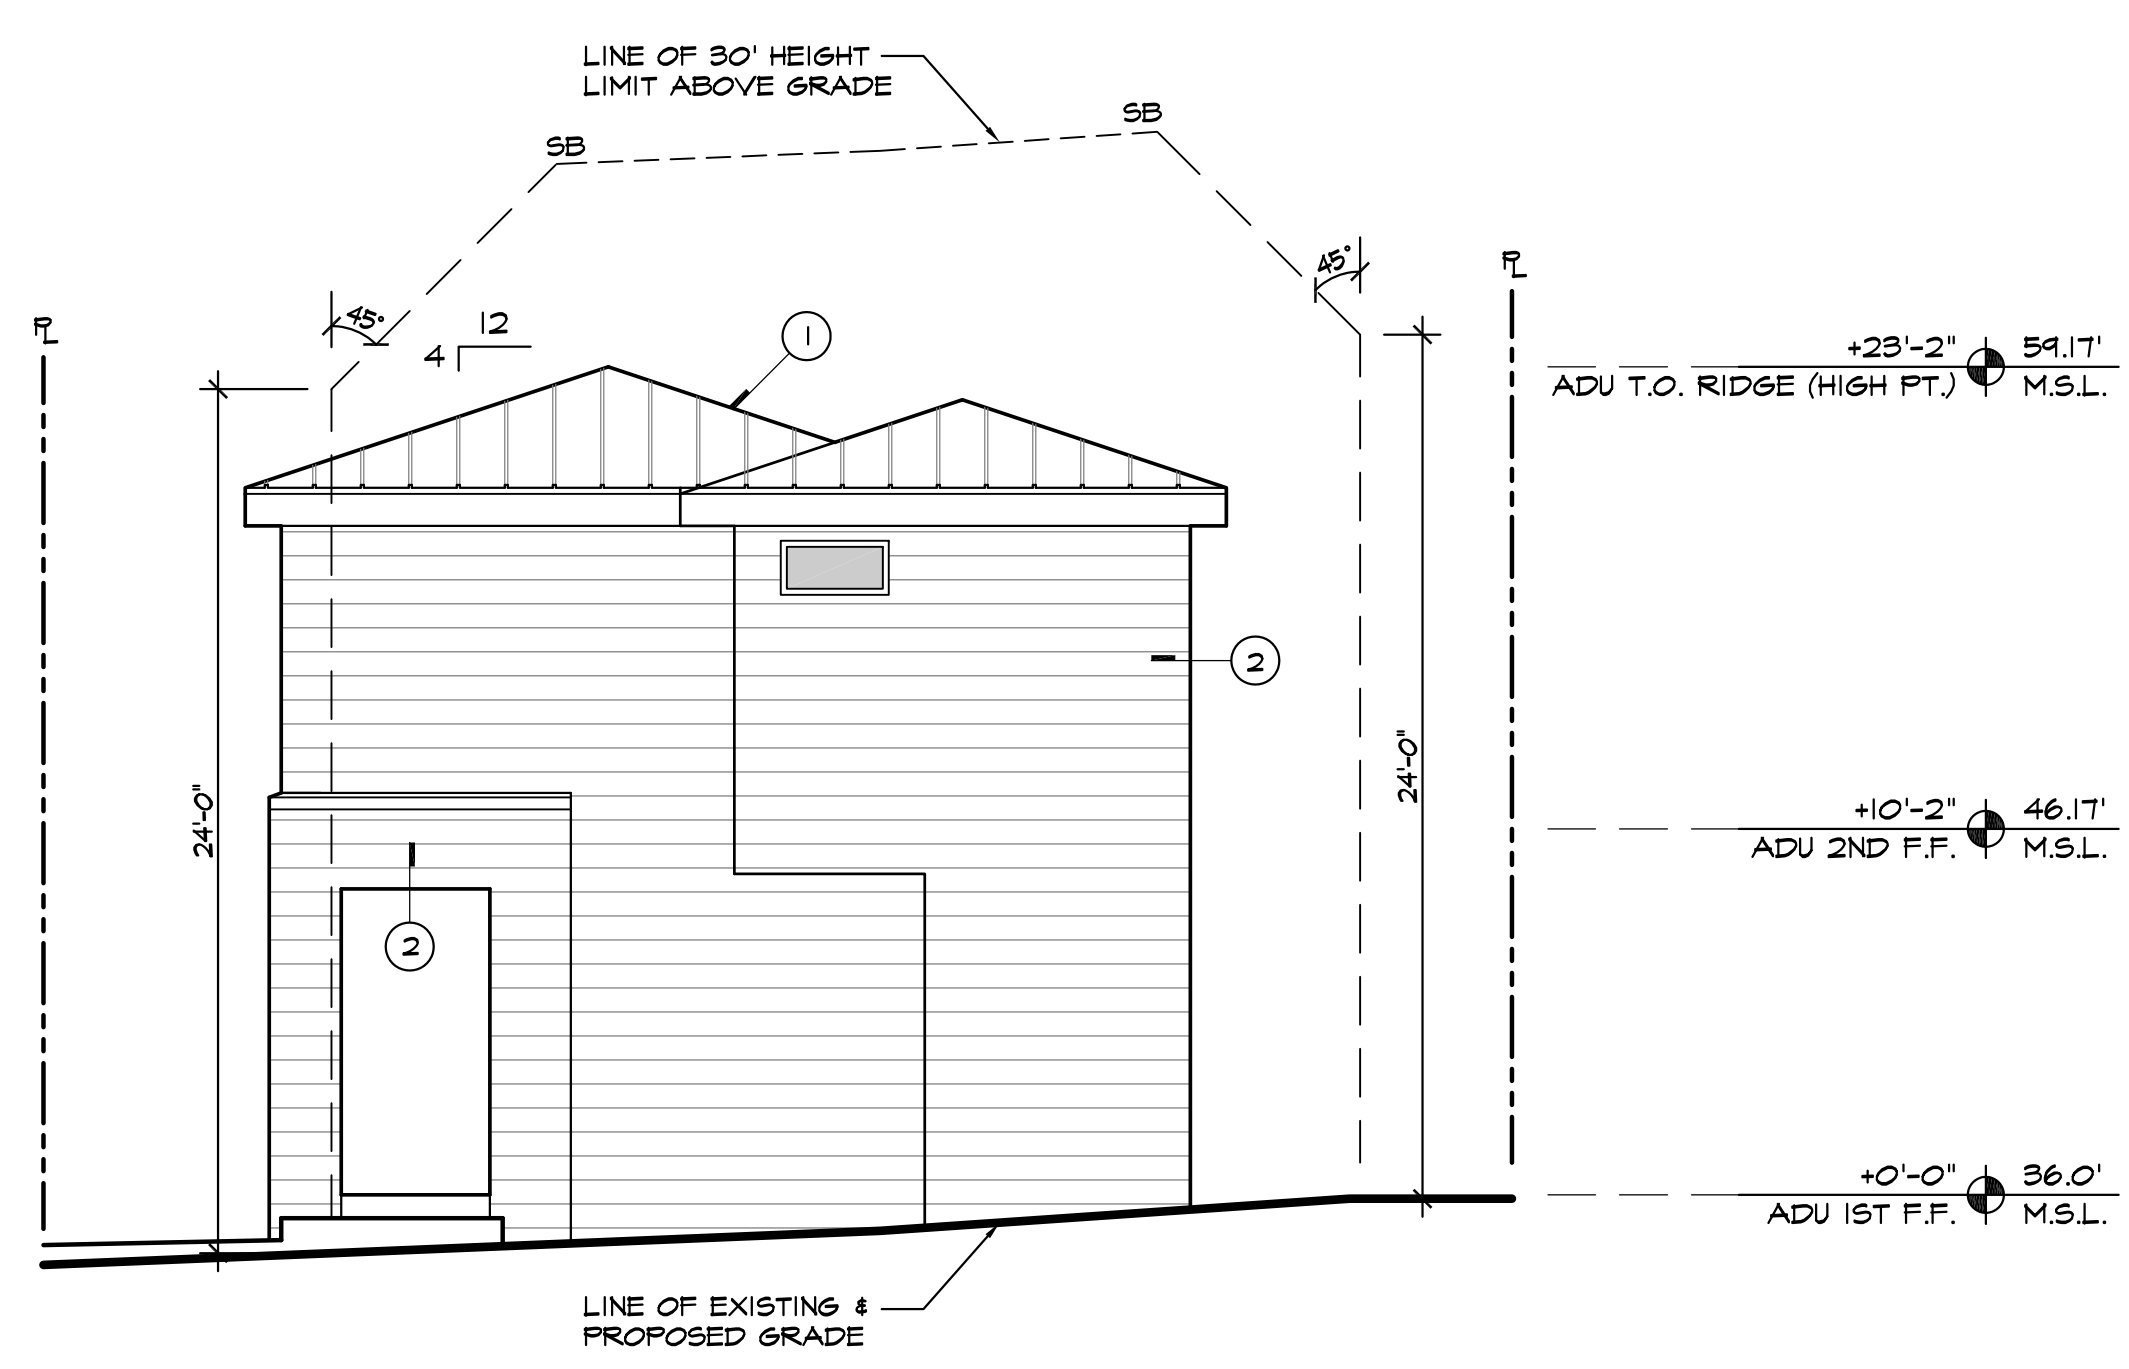 LINE OF 30' HEIGHT
LIMIT ABOVE GRADE
SB
SB
45°
45°
PL
PL
12
4
1
+23'-2" 59.17'
ADU T.O. RIDGE (HIGH PT.) M.S.L.
2
24'-0"
24'-0"
+10'-2" 46.17'
ADU 2ND F.F. M.S.L.
2
+0'-0" 36.0'
ADU 1ST F.F. M.S.L.
LINE OF EXISTING &
PROPOSED GRADE